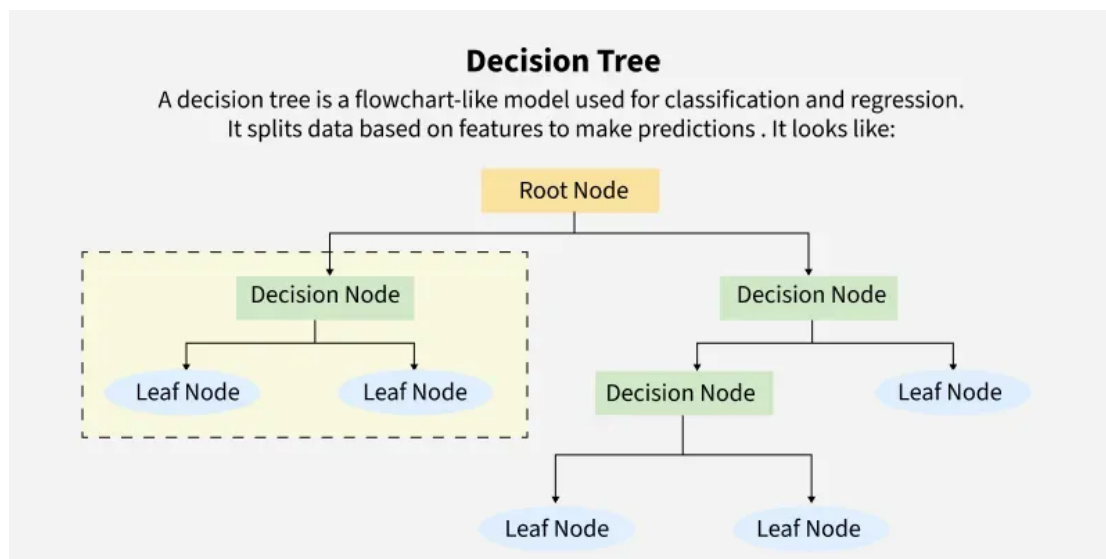 Decision Tree
A decision tree is a flowchart-like model used for classification and regression.
It splits data based on features to make predictions . It looks like:
Root Node
Decision Node
Decision Node
Leaf Node
Leaf Node
Decision Node
Leaf Node
Leaf Node
Leaf Node